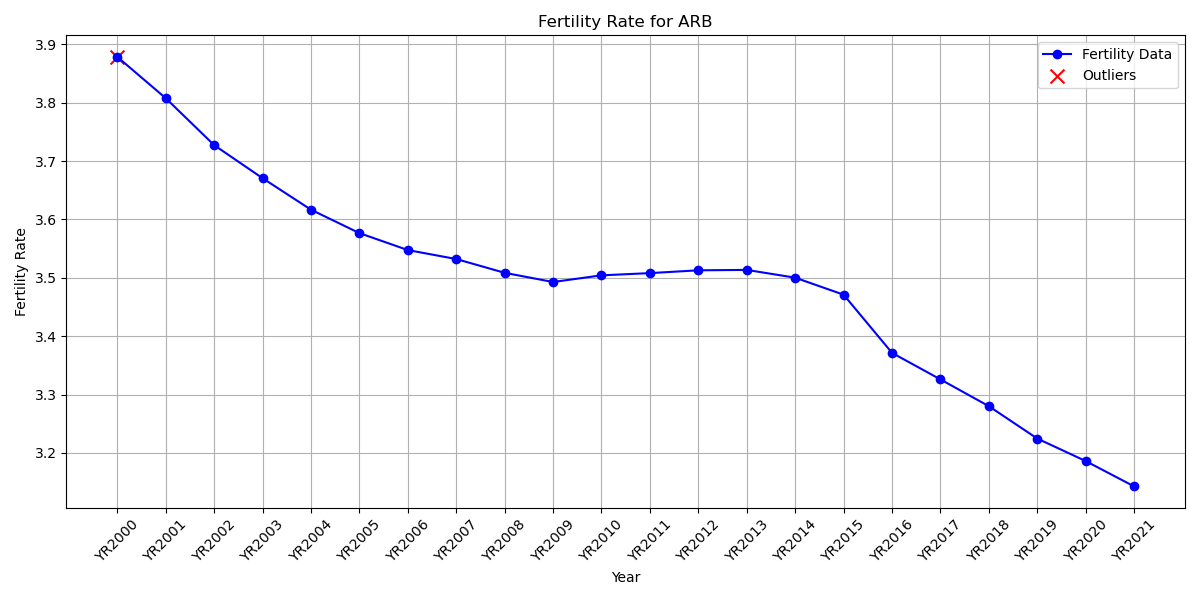 Fertility Rate for ARB
Fertility Data
Outliers
Fertility Rate
3.9
3.8
3.7
3.6
3.5
3.4
3.3
3.2
YR2000
YR2001
YR2002
YR2003
YR2004
YR2005
YR2006
YR2007
YR2008
YR2009
YR2010
YR2011
YR2012
YR2013
YR2014
YR2015
YR2016
YR2017
YR2018
YR2019
YR2020
YR2021
Year